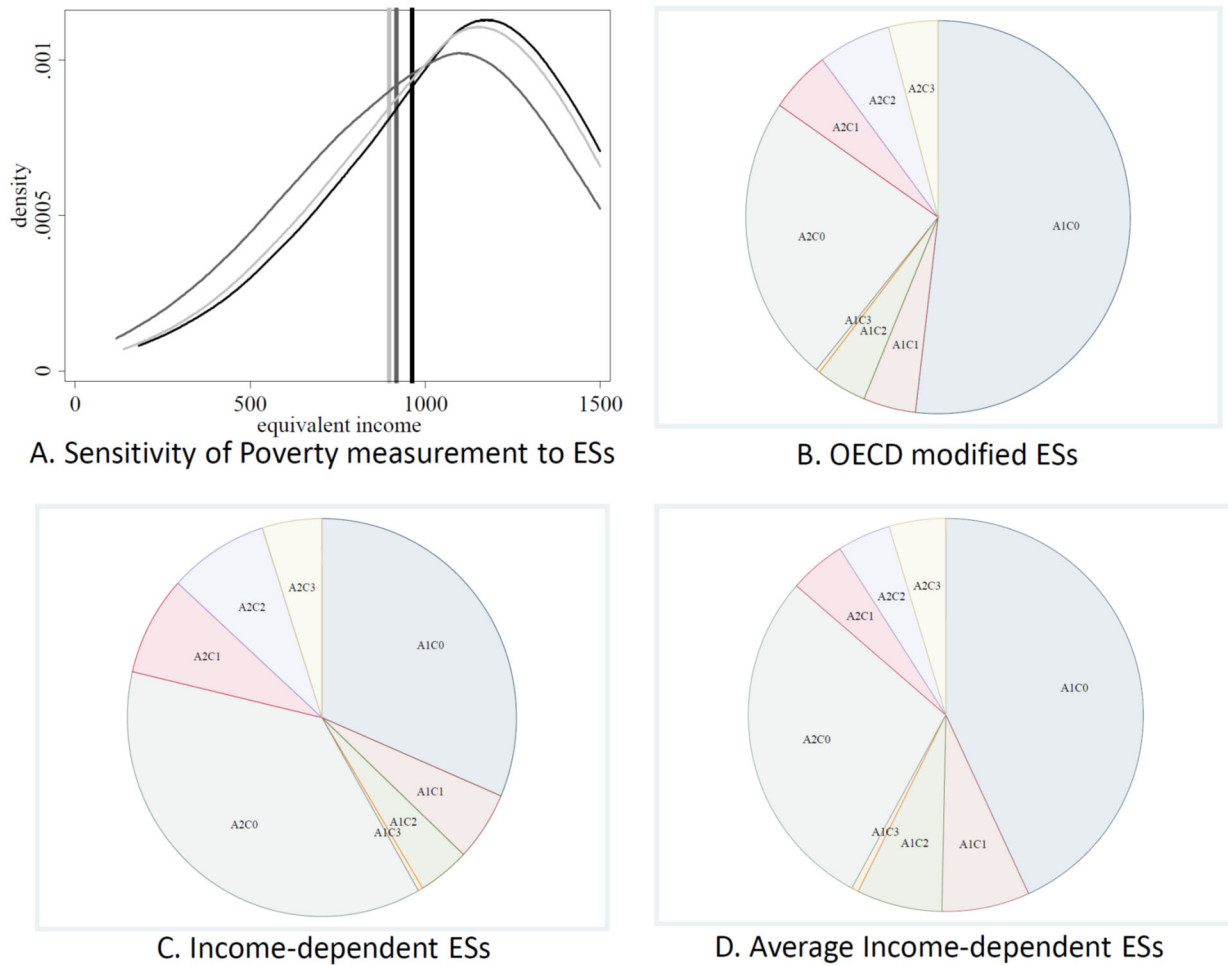 .001
.0005
0
density
0
500
1000
1500
equivalent income
A. Sensitivity of Poverty measurement to ESs
A2C3
A2C2
A2C1
A1C0
A2C0
A1C3
A1C2
A1C1
B. OECD modified ESs
A2C3
A2C2
A1C0
A2C1
A1C1
A1C2
A1C3
A2C0
C. Income-dependent ESs
A2C3
A2C2
A2C1
A1C0
A2C0
A1C3
A1C2
A1C1
D. Average Income-dependent ESs